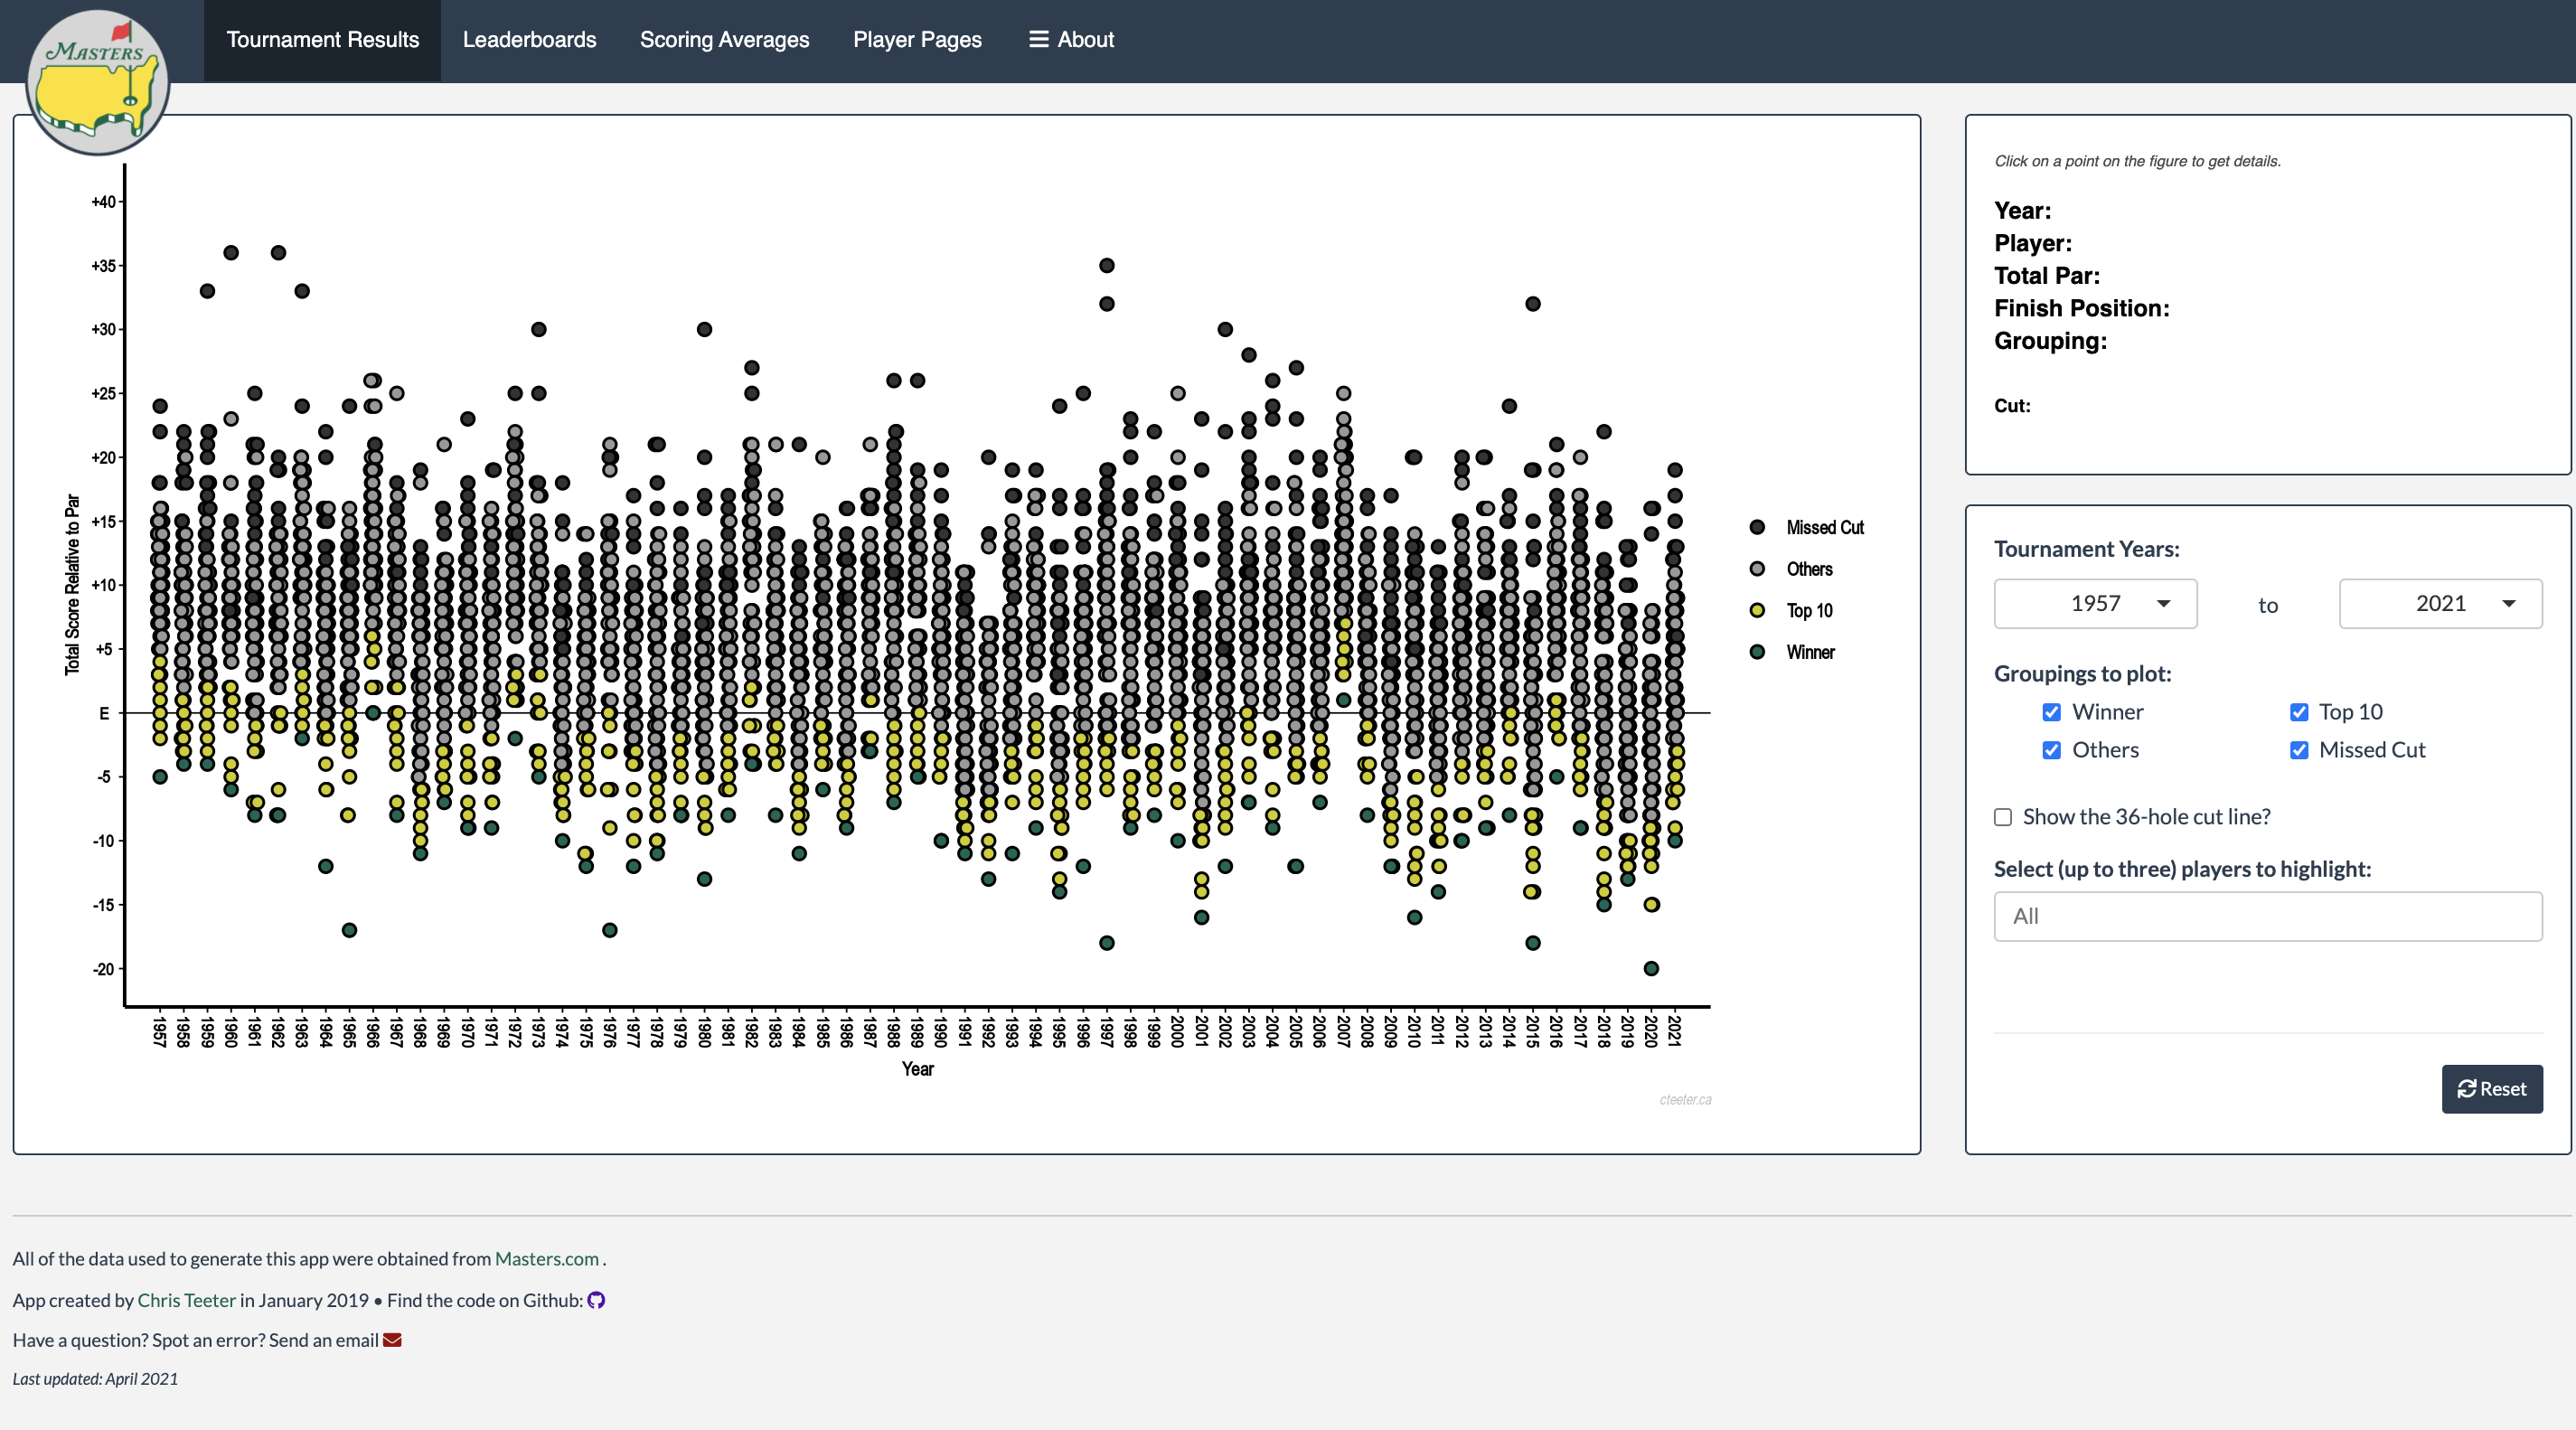 MASTERS
Tournament Results Leaderboards Scoring Averages Player Pages About
+40
+35
+30
+25
+20
+15
+10
+5
E
-5
-10
-15
-20
Total Score Relative to Par
1957 1958 1959 1960 1961 1962 1963 1964 1965 1966 1967 1968 1969 1970 1971 1972 1973 1974 1975 1976 1977 1978 1979 1980 1981 1982 1983 1984 1985 1986 1987 1988 1989 1990 1991 1992 1993 1994 1995 1996 1997 1998 1999 2000 2001 2002 2003 2004 2005 2006 2007 2008 2009 2010 2011 2012 2013 2014 2015 2016 2017 2018 2019 2020 2021
Year
cteeter.ca
Missed Cut
Others
Top 10
Winner
Click on a point on the figure to get details.
Year:
Player:
Total Par:
Finish Position:
Grouping:
Cut:
Tournament Years:
1957 to 2021
Groupings to plot:
Winner Top 10
Others Missed Cut
Show the 36-hole cut line?
Select (up to three) players to highlight:
All
Reset
All of the data used to generate this app were obtained from Masters.com .
App created by Chris Teeter in January 2019 • Find the code on Github:
Have a question? Spot an error? Send an email
Last updated: April 2021